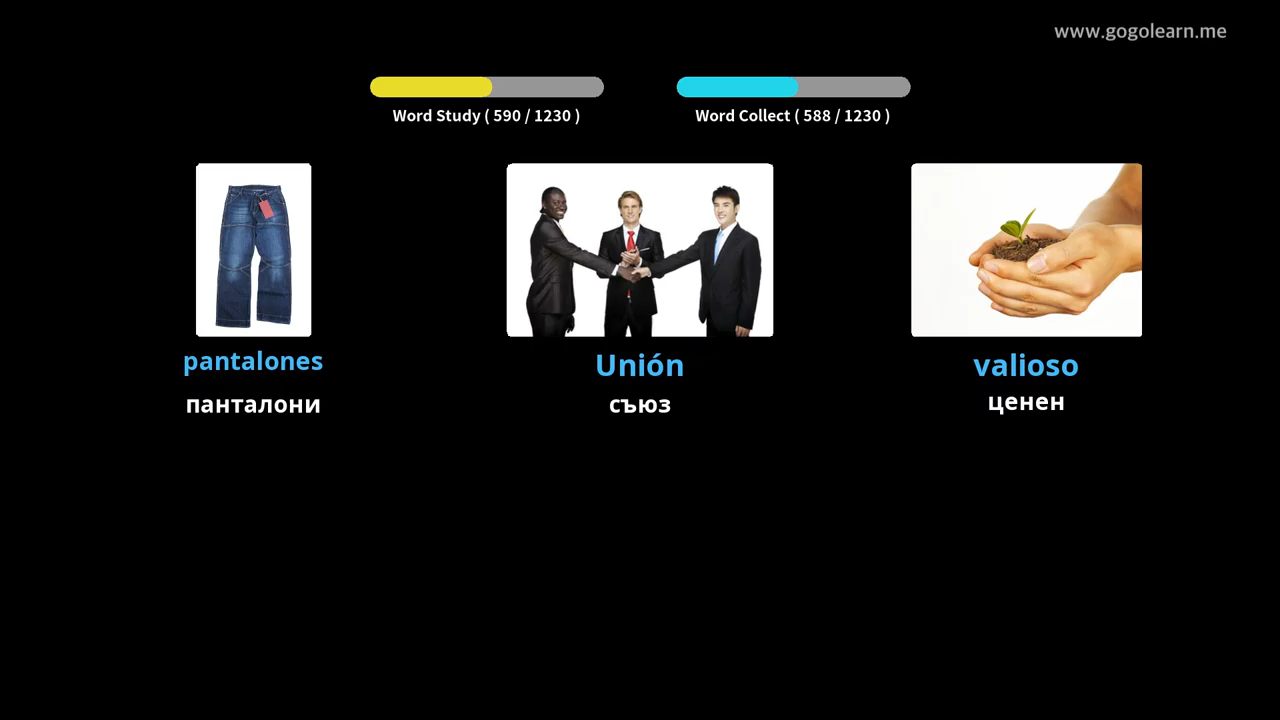 www.gogolearn.me
Word Study ( 590 / 1230 )
Word Collect ( 588 / 1230 )
pantalones
Unión
valioso
панталони
съюз
ценен